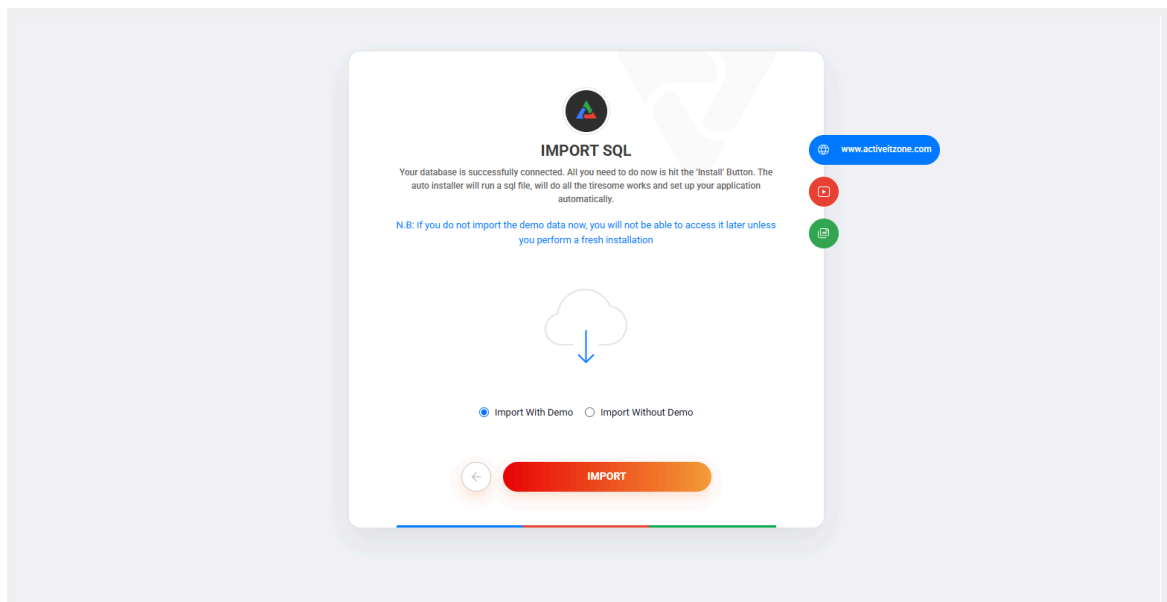 IMPORT SQL
Your database is successfully connected. All you need to do now is hit the 'Install' Button. The
auto installer will run a sql file, will do all the tiresome works and set up your application
automatically.
N.B: If you do not import the demo data now, you will not be able to access it later unless
you perform a fresh installation
www.activeitzone.com
Import With Demo Import Without Demo
IMPORT